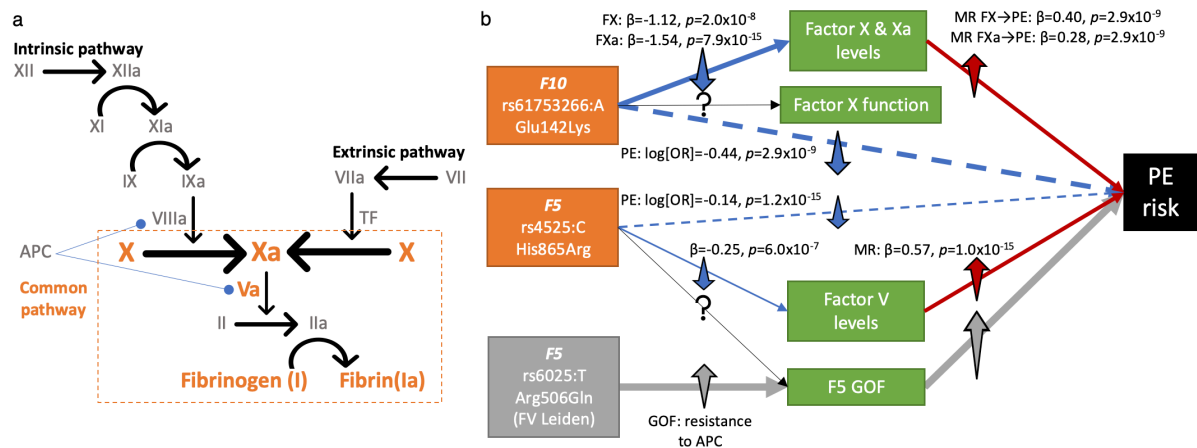 a
Intrinsic pathway
XII
XIIa
XI
XIa
IX
IXa
Extrinsic pathway
VIIa
VII
VIIIa
TF
APC
X
Xa
X
Common
pathway
Va
II
IIa
Fibrinogen (I)
Fibrin(Ia)
b
FX: β=-1.12, p=2.0x10-8
FXa: β=-1.54, p=7.9x10-15
Factor X & Xa
levels
MR FX→PE: β=0.40, p=2.9x10-9
MR FXa→PE: β=0.28, p=2.9x10-9
F10
rs61753266:A
Glu142Lys
?
Factor X function
PE: log[OR]=-0.44, p=2.9x10-9
PE
risk
F5
rs4525:C
His865Arg
PE: log[OR]=-0.14, p=1.2x10-15
β=-0.25, p=6.0x10-7
MR: β=0.57, p=1.0x10-15
?
Factor V
levels
F5
rs6025:T
Arg506Gln
(FV Leiden)
F5 GOF
GOF: resistance
to APC